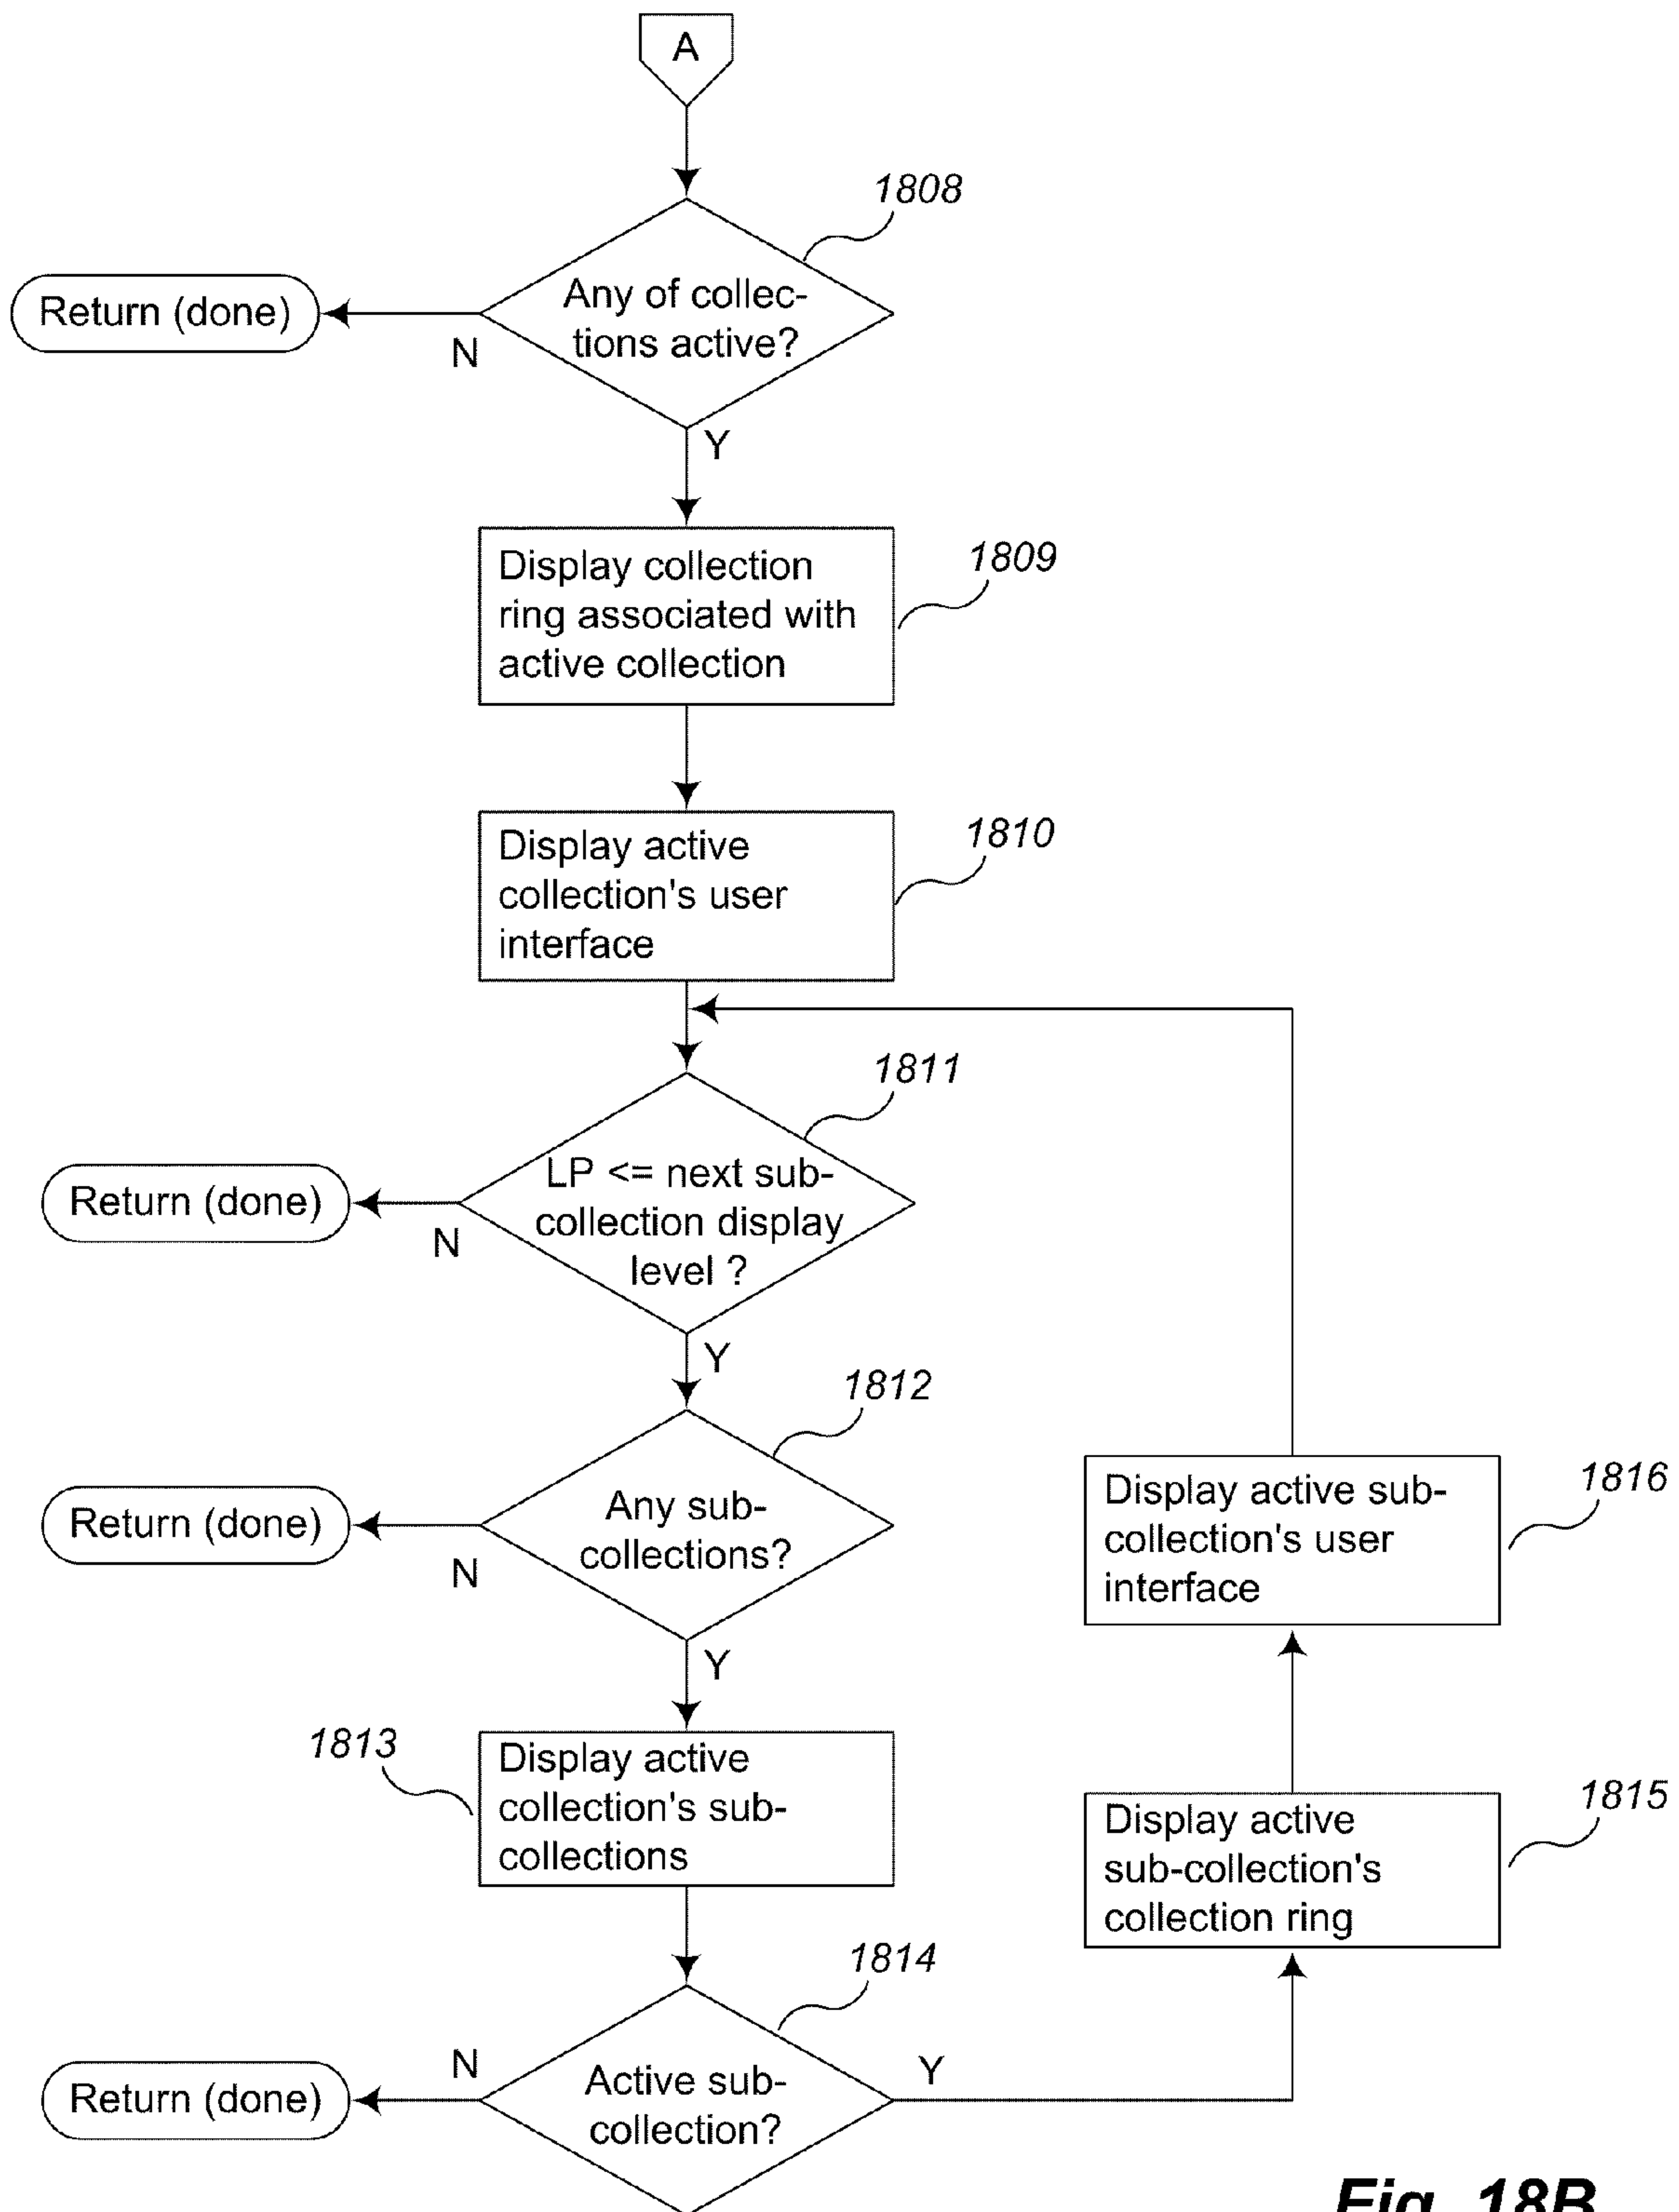 A
1808
Any of collec-
tions active?
Return (done)
N
Y
Display collection
ring associated with
active collection
1809
Display active
collection's user
interface
1810
1811
LP <= next sub-
collection display
level ?
Return (done)
N
Y
1812
Any sub-
collections?
Return (done)
N
Y
1813
Display active
collection's sub-
collections
1814
Active sub-
collection?
N
Return (done)
Y
Display active
sub-collection's
collection ring
1815
Display active sub-
collection's user
interface
1816
Fig. 18B